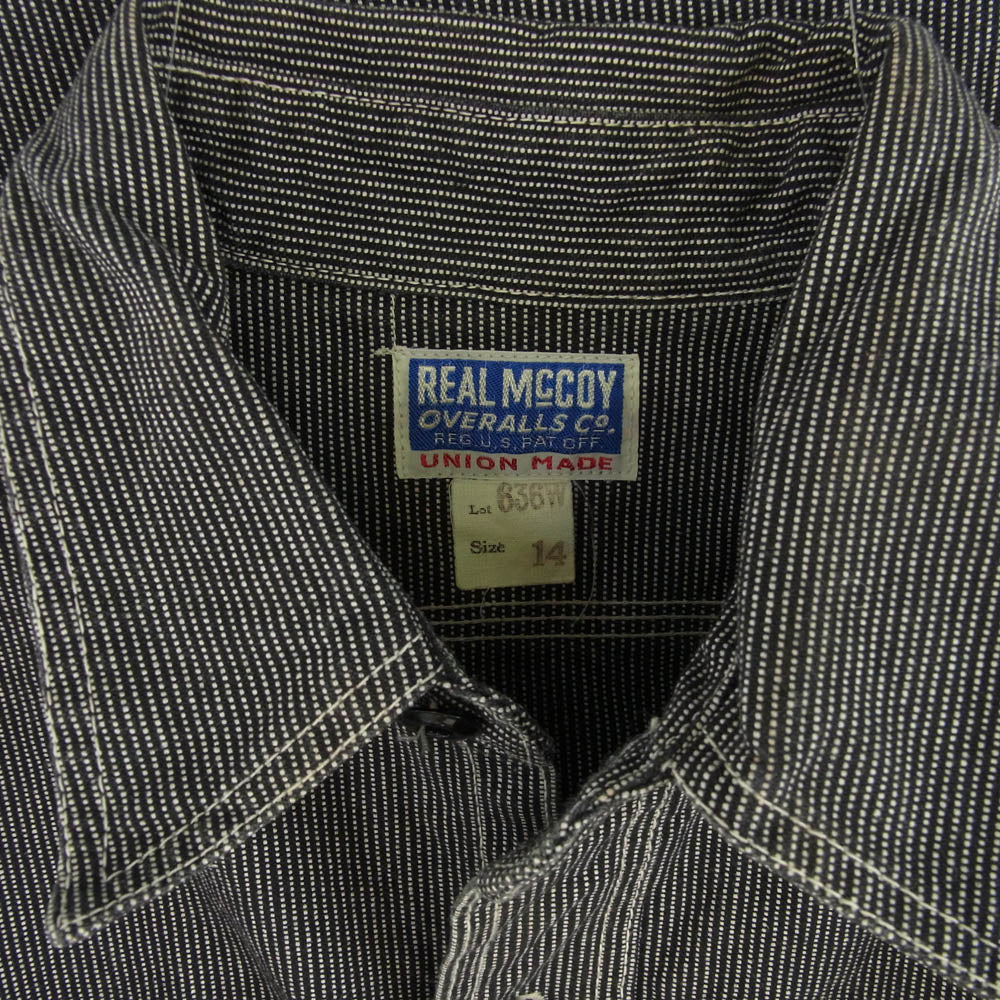 REAL McCOY
OVERALLS Co.
REG. U.S. PAT OFF
UNION MADE
Lot 636W
Size 14